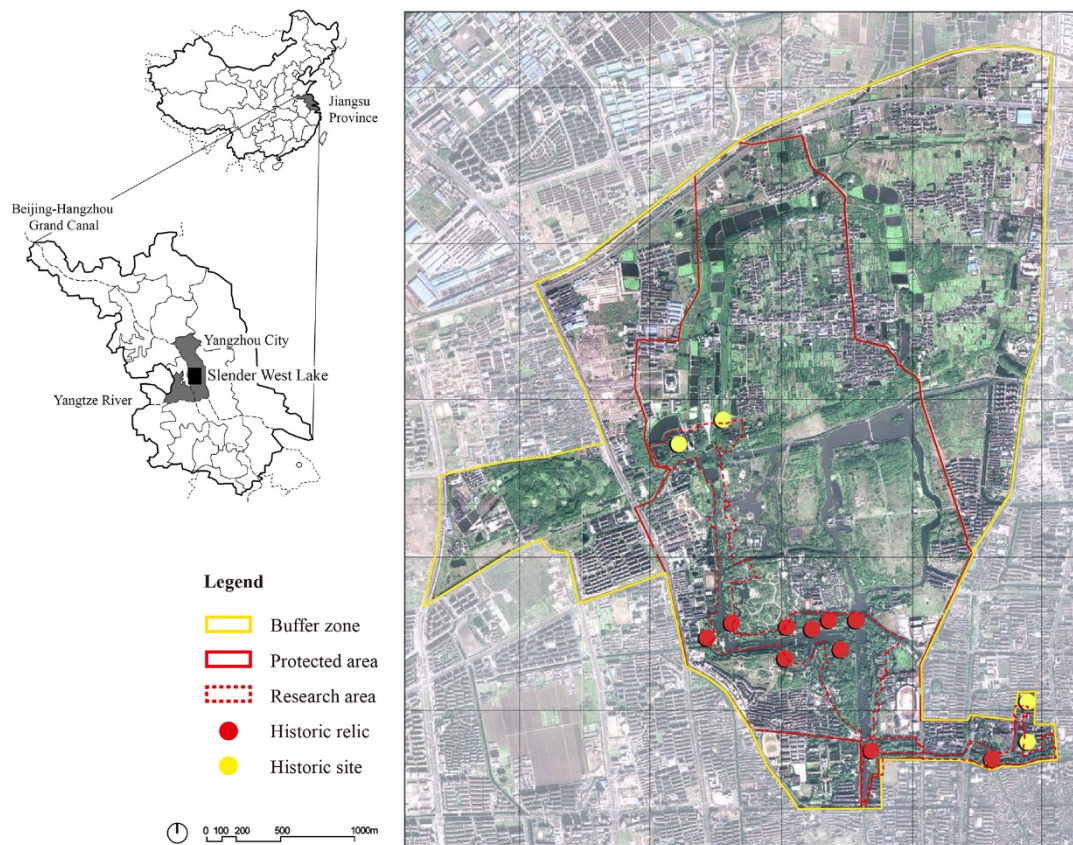 Jiangsu
Province
Beijing-Hangzhou
Grand Canal
Yangzhou City
Slender West Lake
Yangtze River
Legend
Buffer zone
Protected area
Research area
Historic relic
Historic site
0 100 200 500 1000m